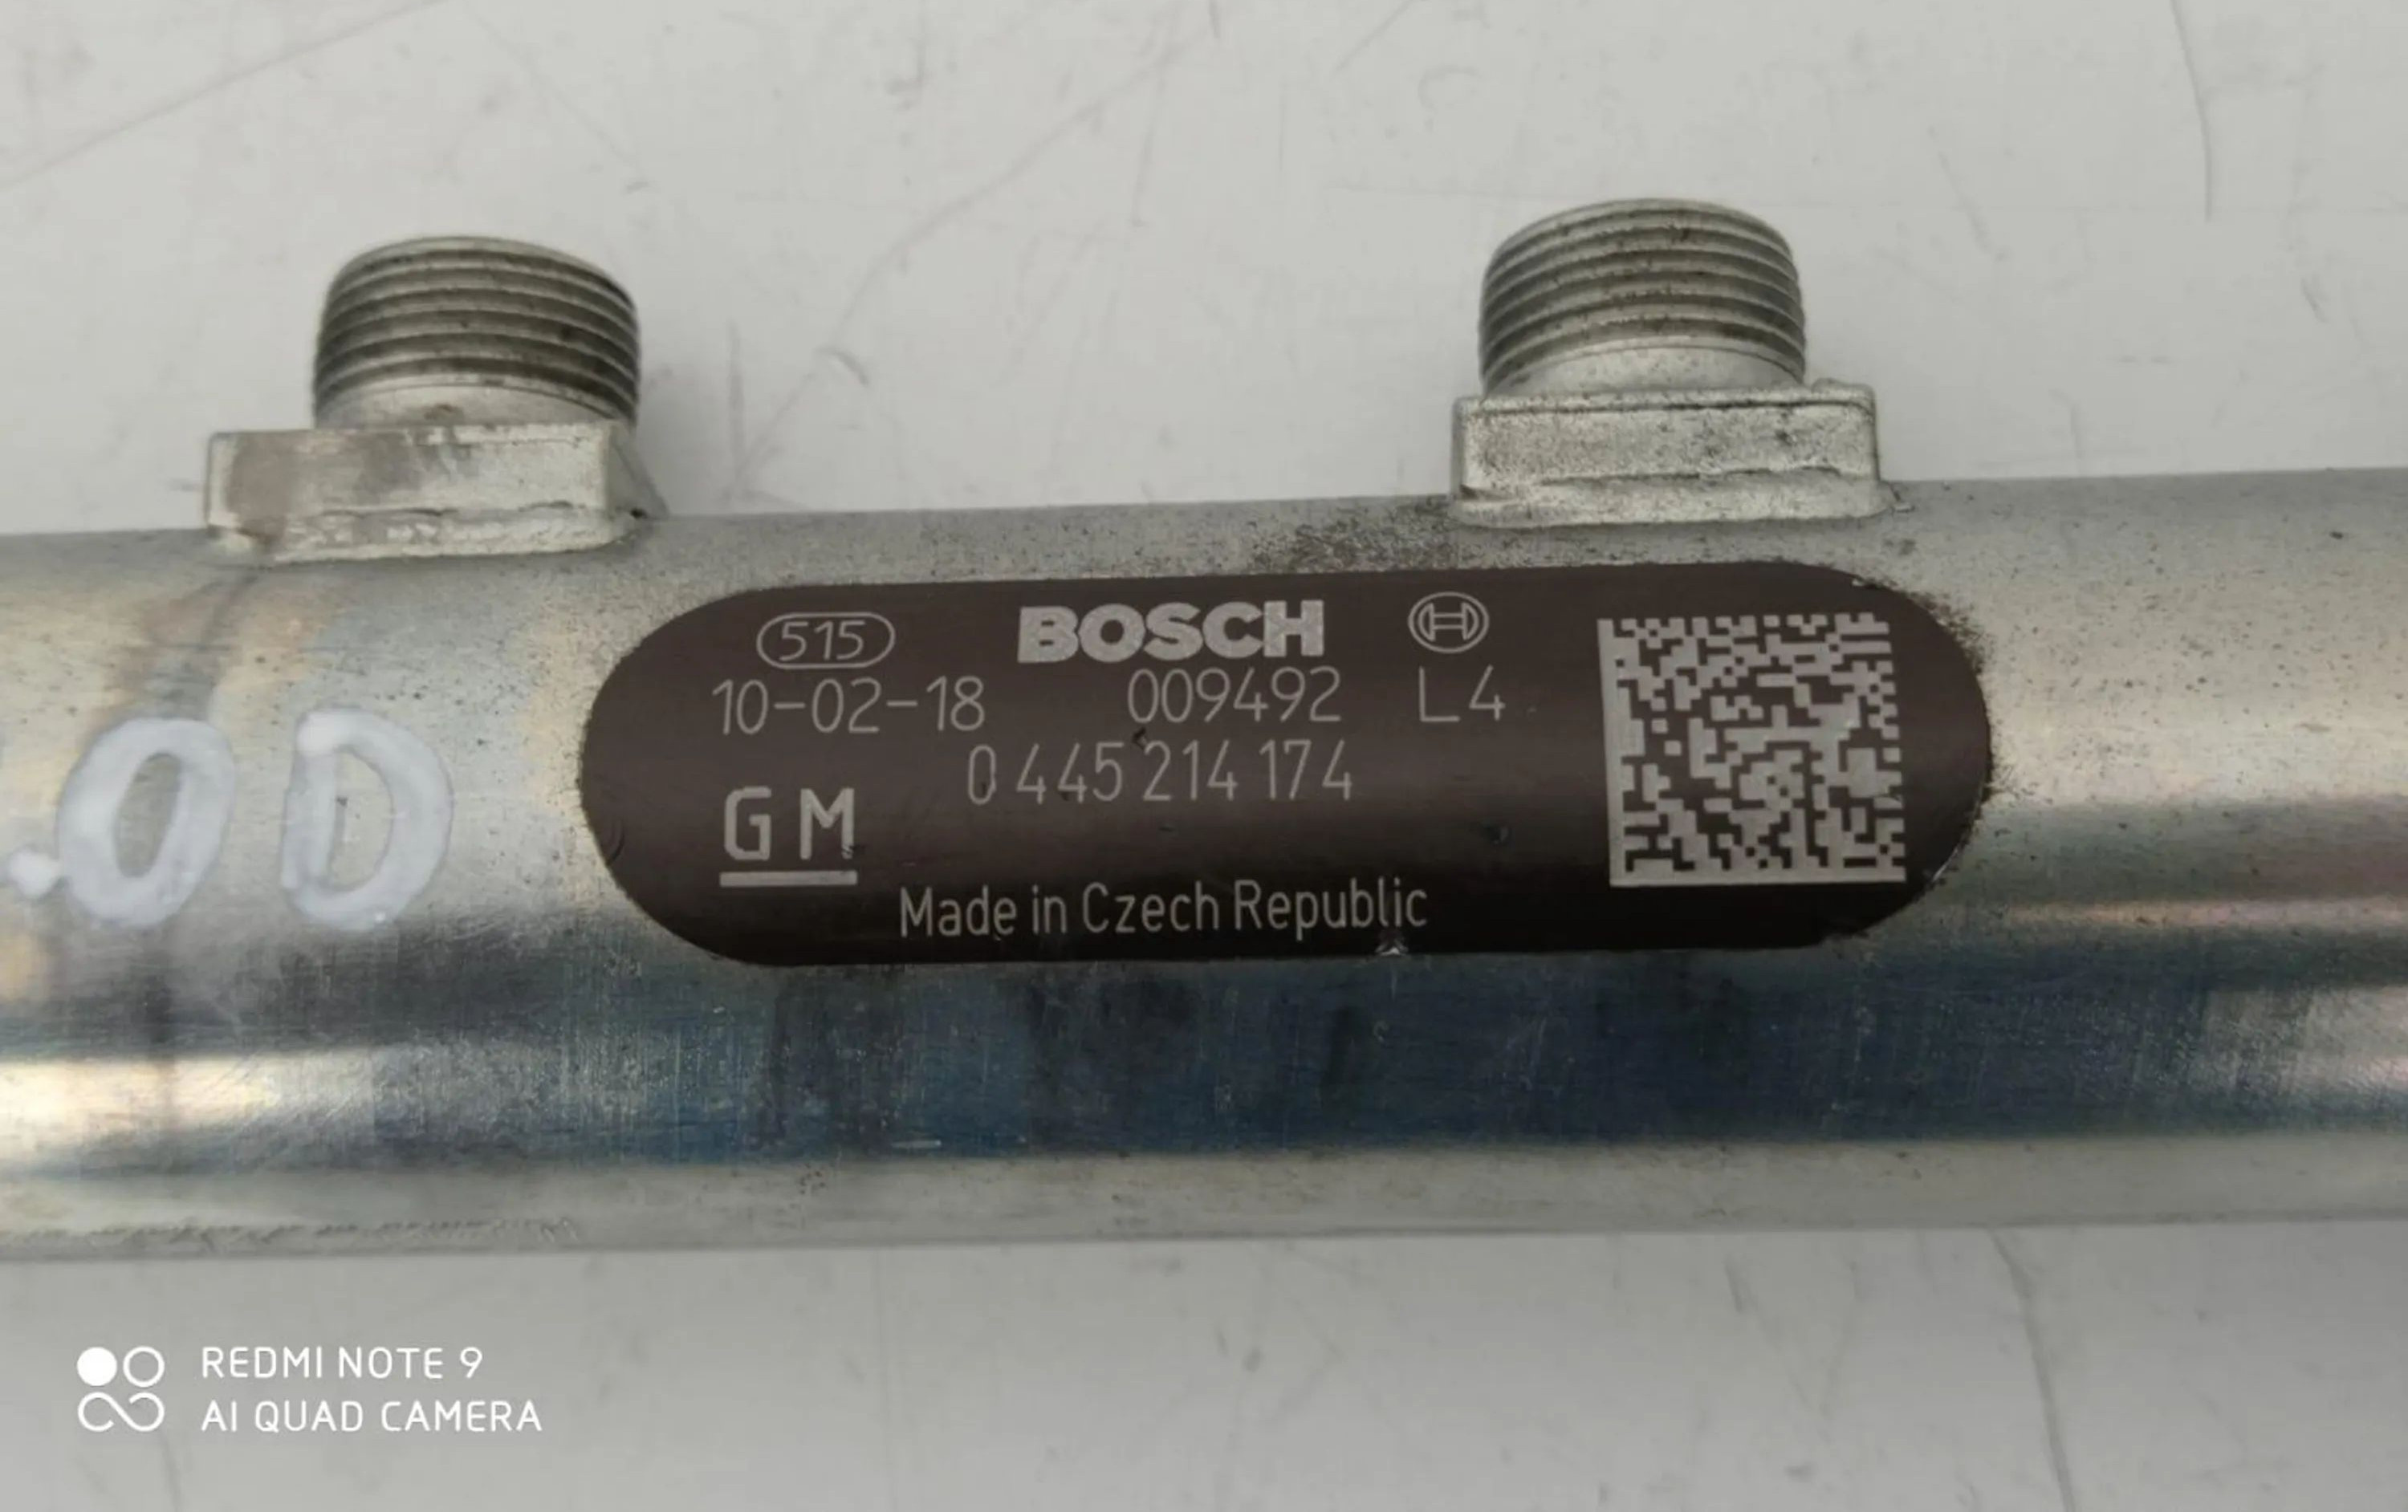 515 BOSCH
10-02-18 009492 L4
0 445 214 174
GM
Made in Czech Republic
.0D
REDMI NOTE 9
AI QUAD CAMERA